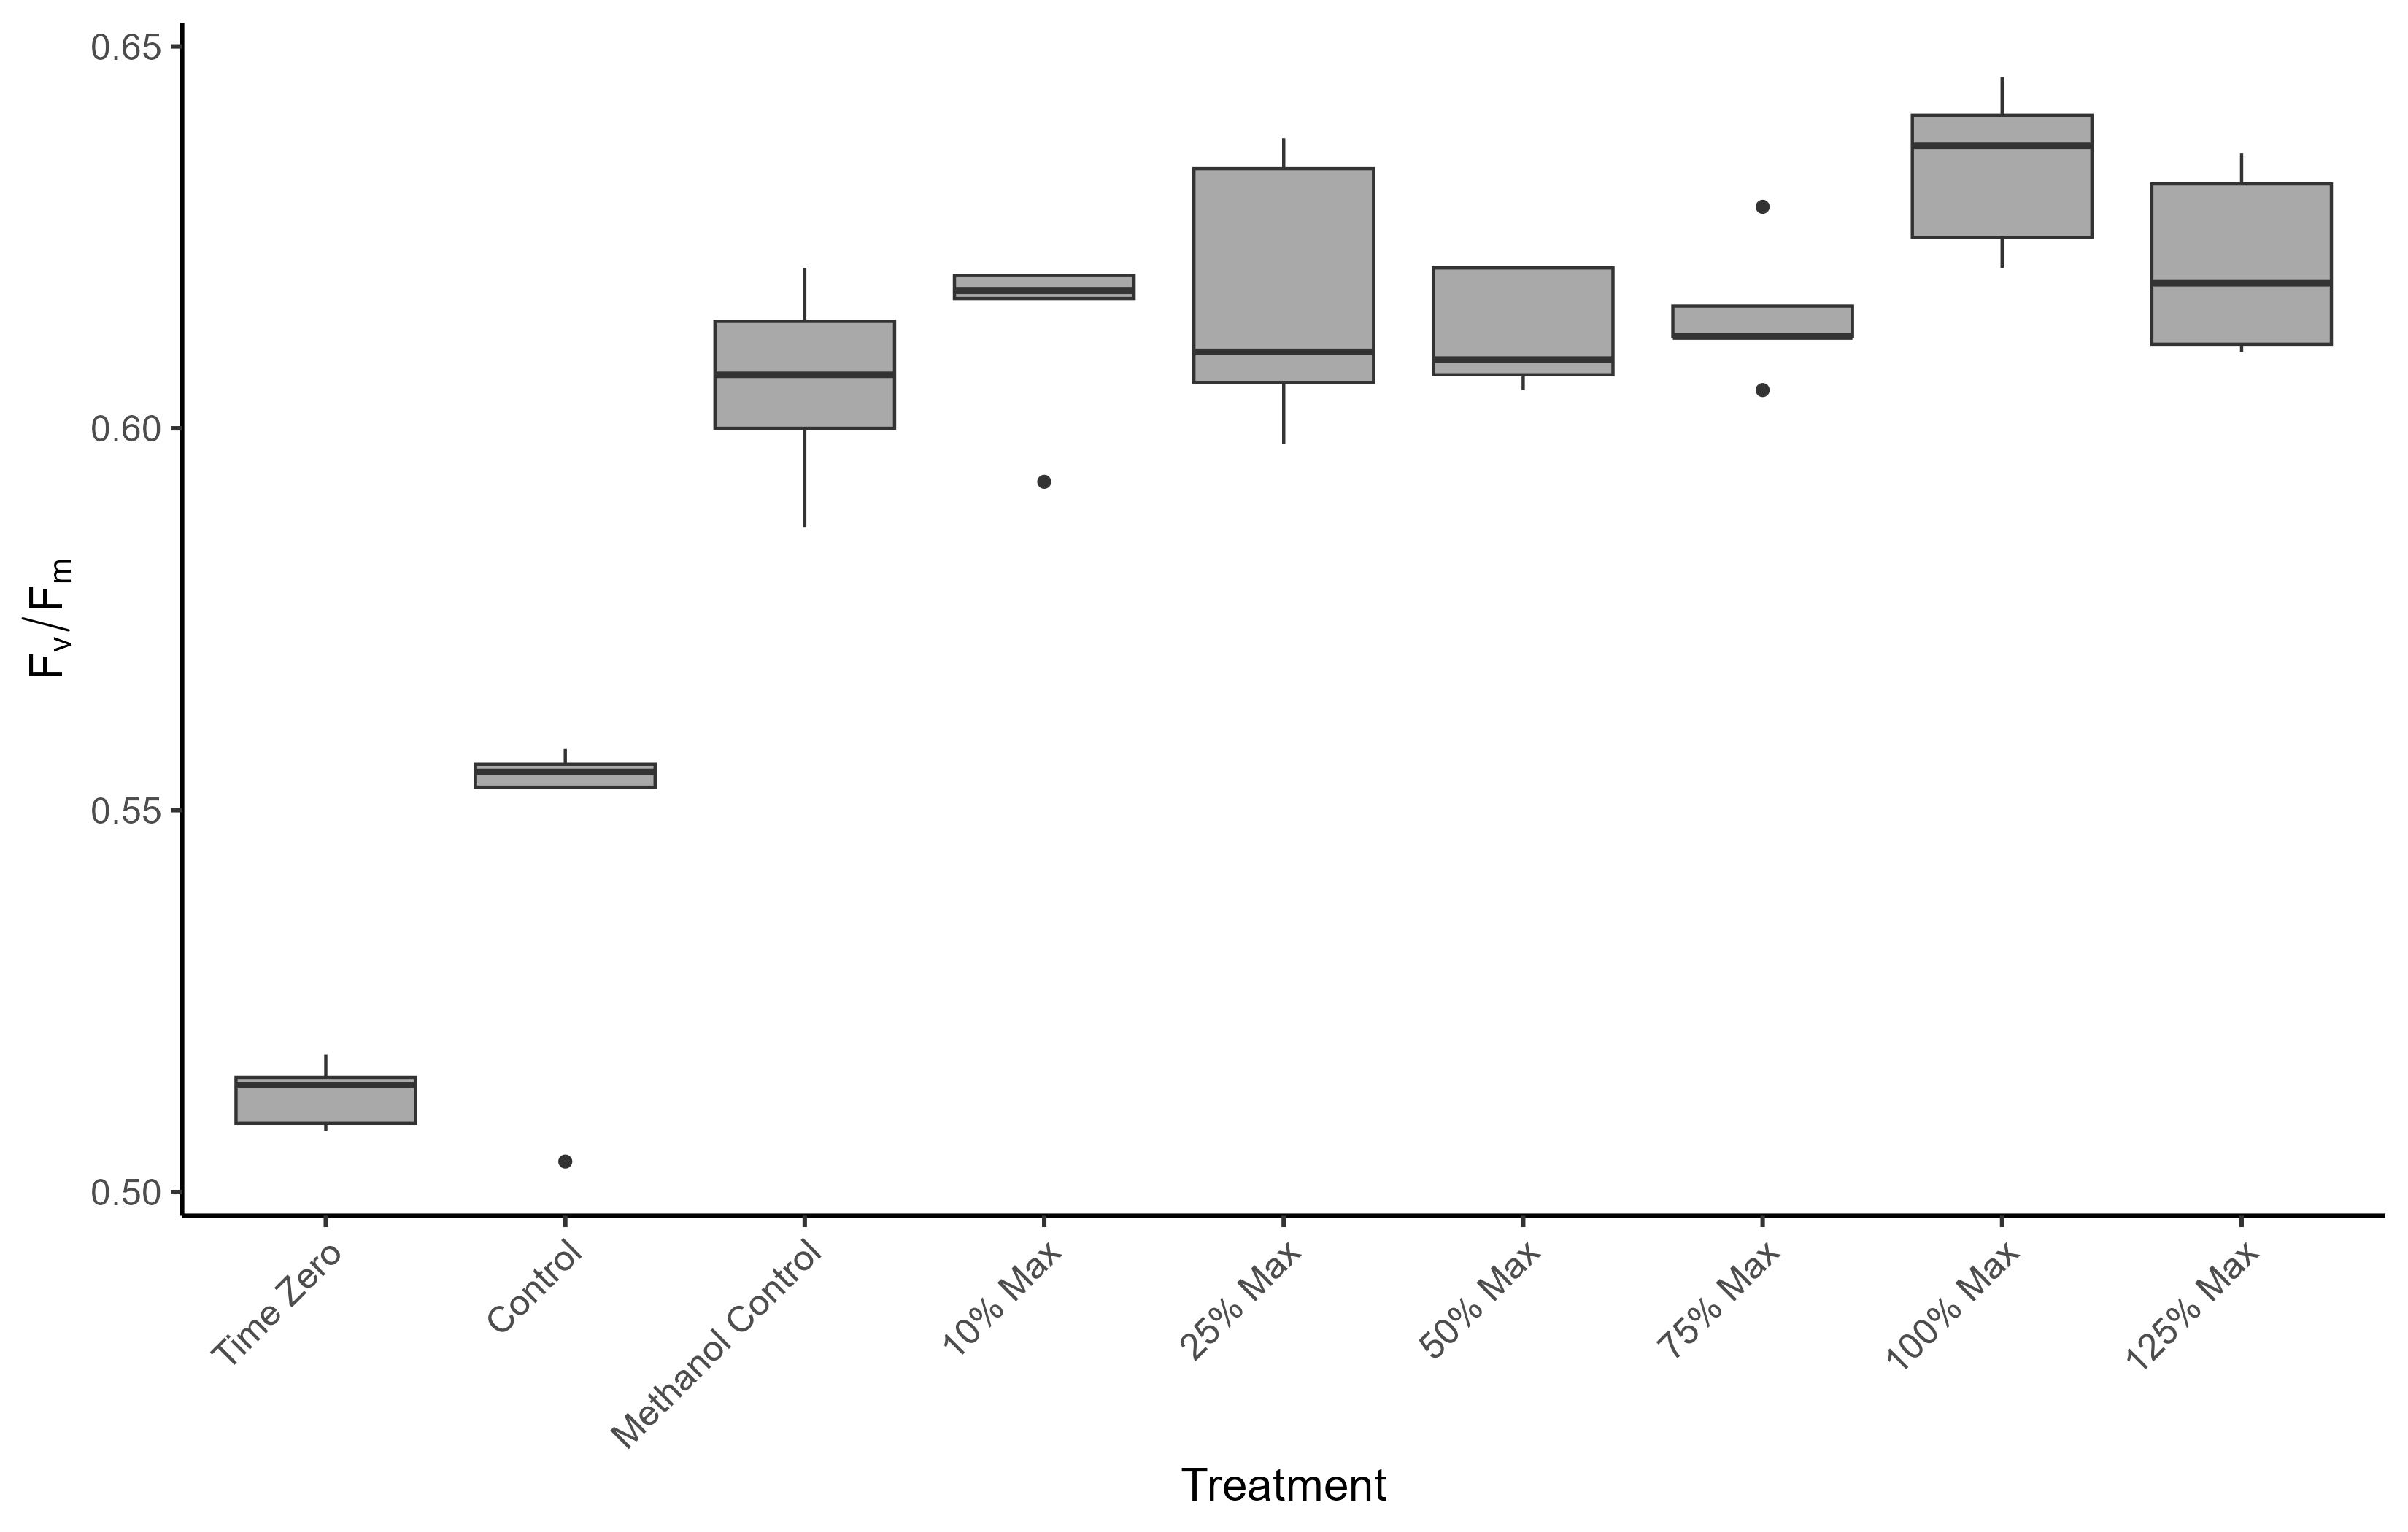 0.65
0.60
0.55
0.50
Fv/Fm
Time Zero
Control
Methanol Control
10% Max
25% Max
50% Max
75% Max
100% Max
125% Max
Treatment